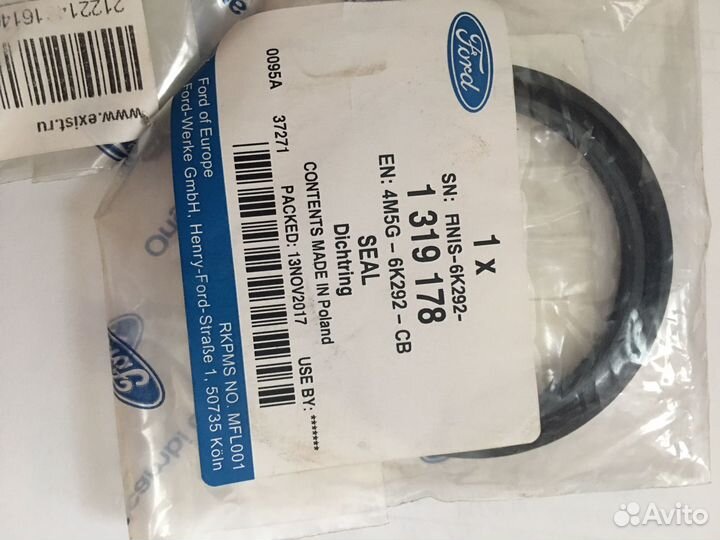 Ford
1 x
SN: FINIS-6K292-
1 319 178
EN: 4M5G - 6K292 - CB
SEAL
Dichtring
CONTENTS MADE IN Poland
PACKED: 13NOV2017 USE BY: *******
0095A 37271
Ford of Europe
Ford-Werke GmbH, Henry-Ford-Straße 1, 50735 Köln
RKPMS NO. MFL001
www.exist.ru
Ford
Avito